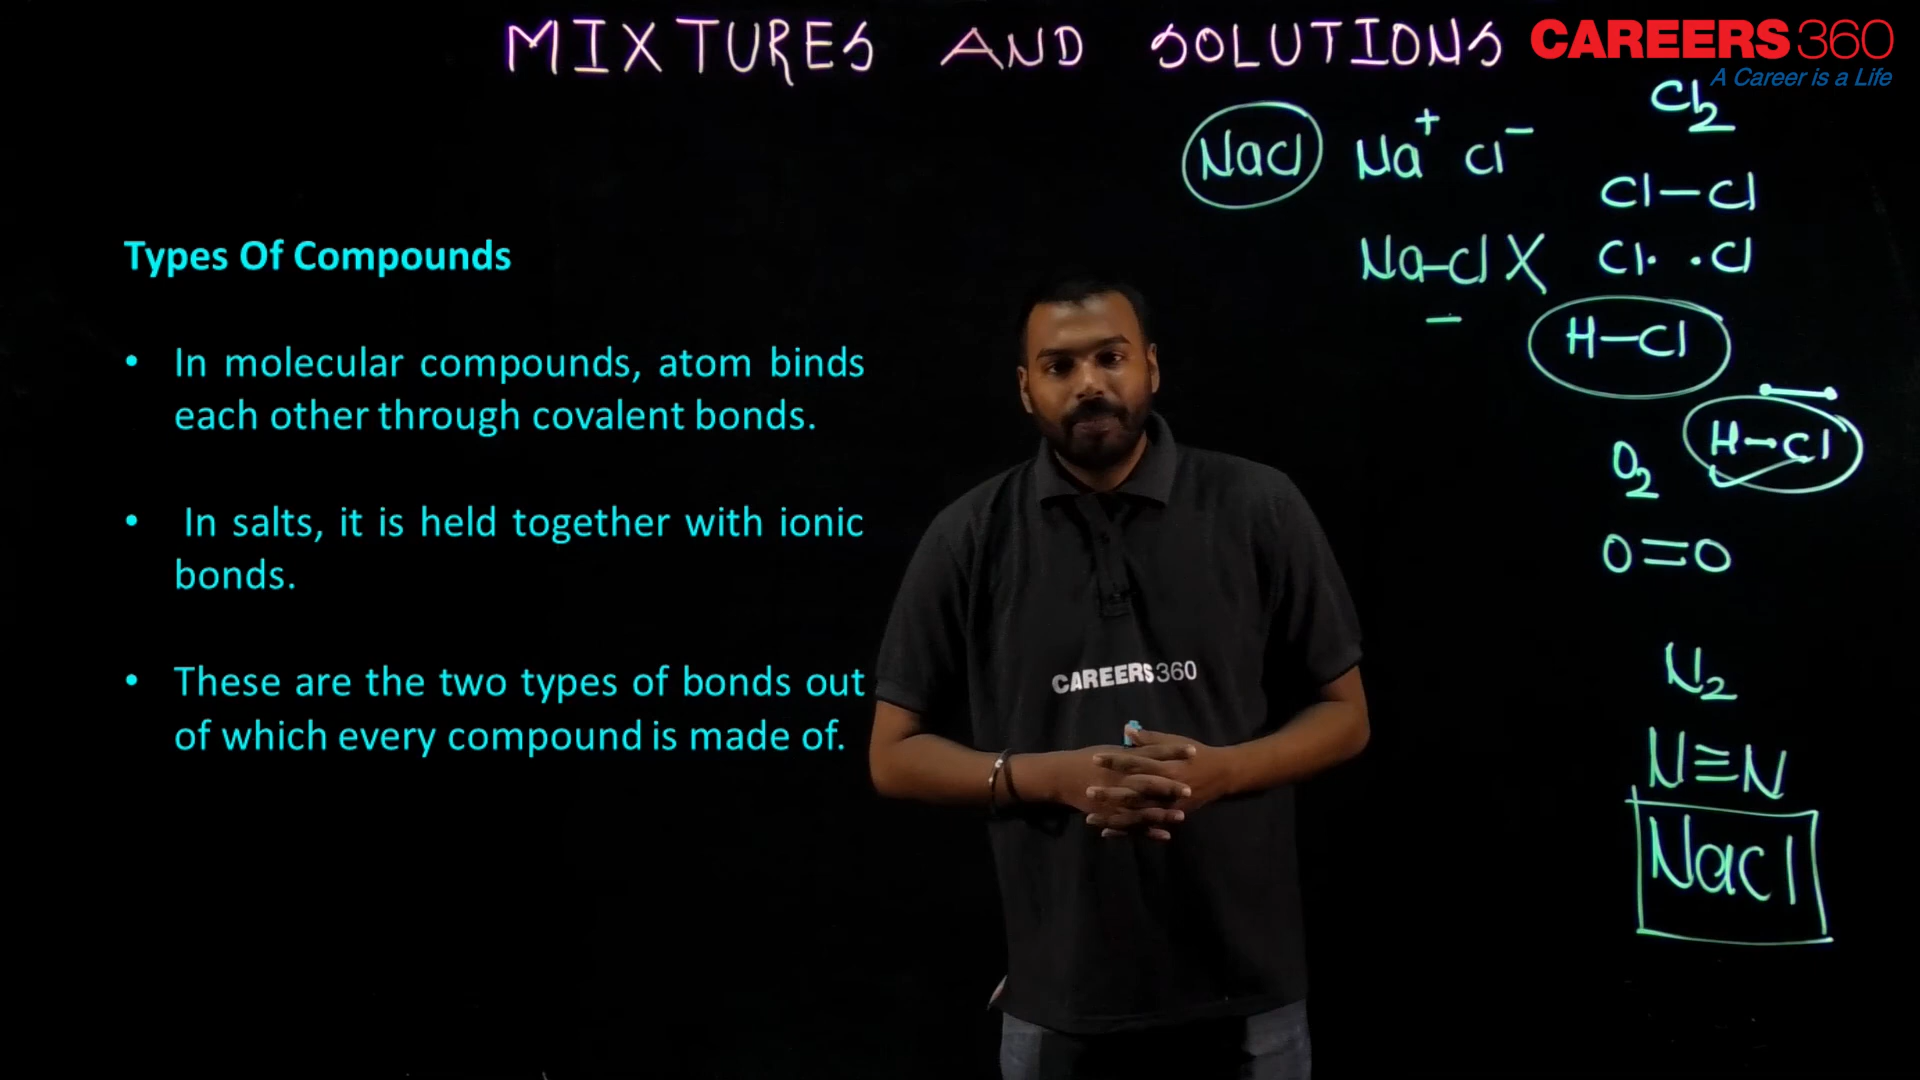 MIXTURES AND SOLUTIONS
CAREERS360
A Career is a Life
Types Of Compounds
• In molecular compounds, atom binds
each other through covalent bonds.
• In salts, it is held together with ionic
bonds.
• These are the two types of bonds out
of which every compound is made of.
CAREERS360
Nacl Na⁺ Cl⁻
Na–Cl X
Cl₂
Cl–Cl
Cl· ·Cl
H–Cl
H–Cl
O₂
O=O
N₂
N≡N
NaCl